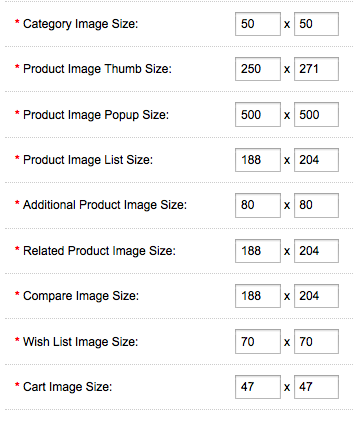 * Category Image Size: 50 x 50
* Product Image Thumb Size: 250 x 271
* Product Image Popup Size: 500 x 500
* Product Image List Size: 188 x 204
* Additional Product Image Size: 80 x 80
* Related Product Image Size: 188 x 204
* Compare Image Size: 188 x 204
* Wish List Image Size: 70 x 70
* Cart Image Size: 47 x 47